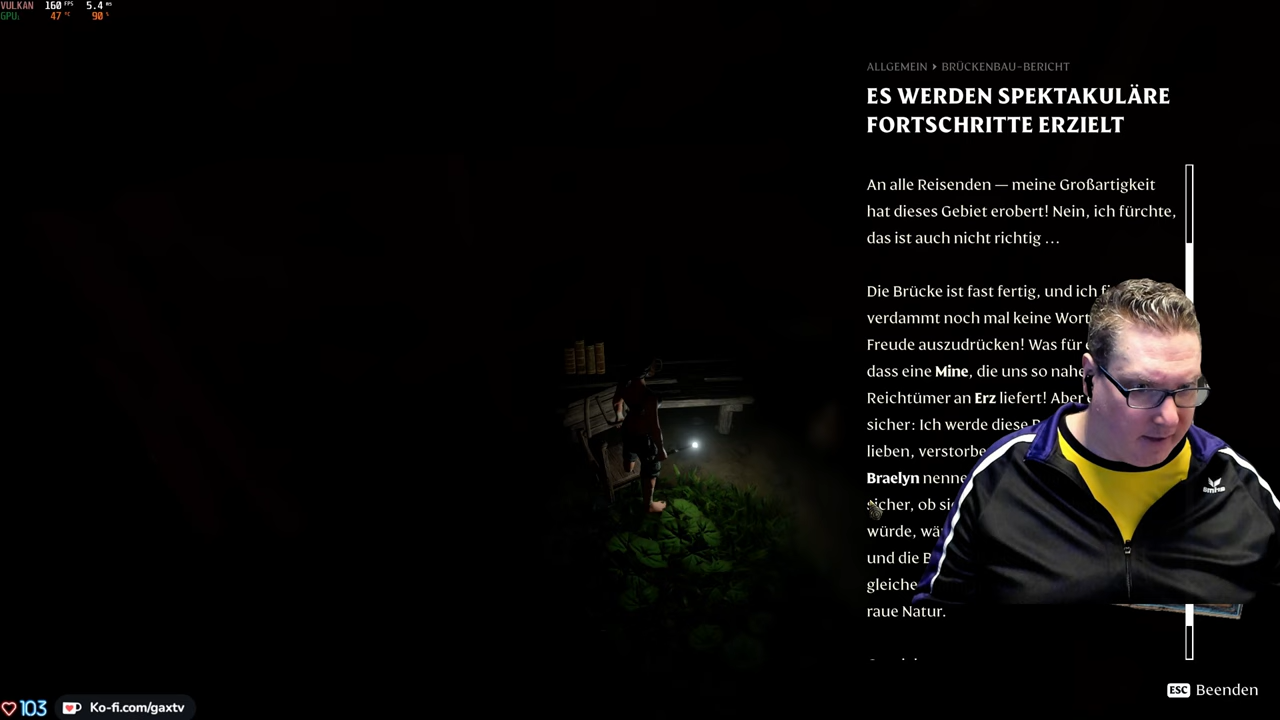 VULKAN 160 FPS 5.4 MS
GPU: 47 °C 90 %
ALLGEMEIN ▸ BRÜCKENBAU-BERICHT
ES WERDEN SPEKTAKULÄRE
FORTSCHRITTE ERZIELT
An alle Reisenden — meine Großartigkeit
hat dieses Gebiet erobert! Nein, ich fürchte,
das ist auch nicht richtig …
Die Brücke ist fast fertig, und ich
verdammt noch mal keine
Freude auszudrücken! Was für
dass eine Mine, die uns so nahe
Reichtümer an Erz liefert! Aber
sicher: Ich werde diese
lieben,
Braelyn
sicher, ob
würde,
und die
gleiche
raue Natur.
ESC Beenden
103 Ko-fi.com/gaxtv